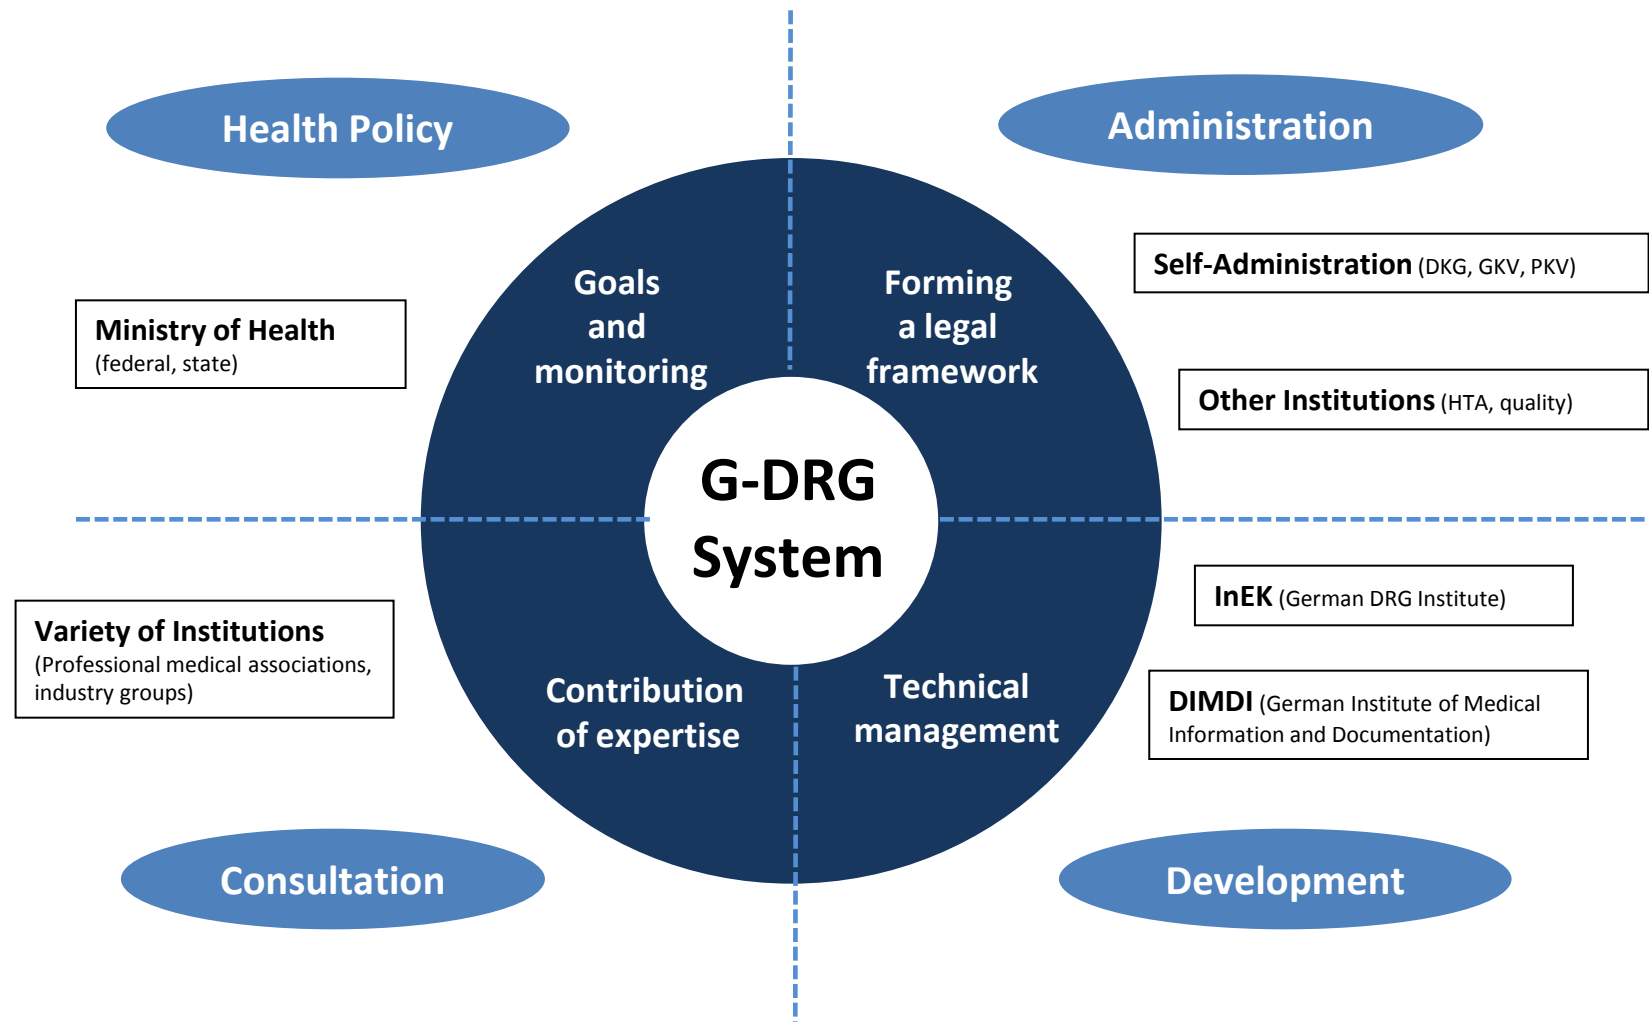 Health Policy
Administration
Self-Administration (DKG, GKV, PKV)
Goals
and
monitoring
Forming
a legal
framework
Ministry of Health
(federal, state)
Other Institutions (HTA, quality)
G-DRG
System
InEK (German DRG Institute)
Variety of Institutions
(Professional medical associations,
industry groups)
Contribution
of expertise
Technical
management
DIMDI (German Institute of Medical
Information and Documentation)
Consultation
Development